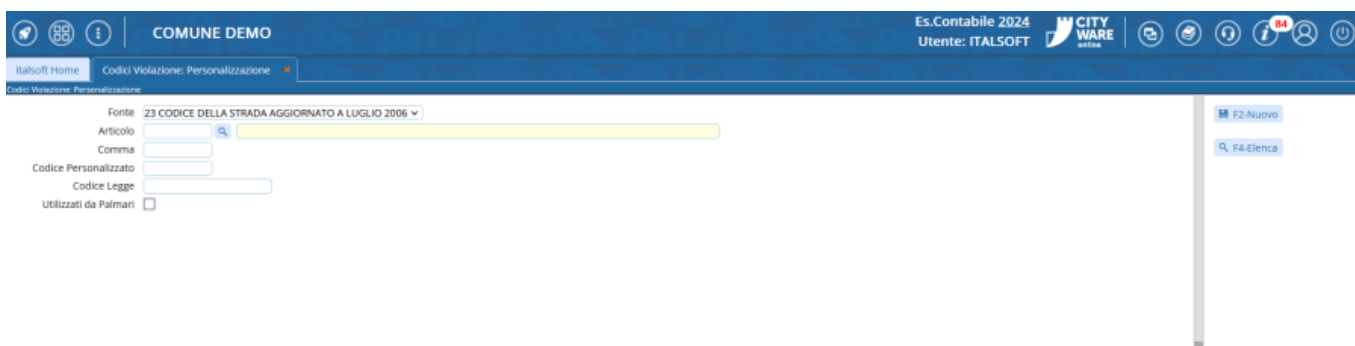 COMUNE DEMO
Es.Contabile 2024
Utente: ITALSOFT
CITY
WARE
online
84
italsoft Home
Codici Violazione: Personalizzazione
Codici Violazione: Personalizzazione
Fonte 23 CODICE DELLA STRADA AGGIORNATO A LUGLIO 2006
Articolo
Comma
Codice Personalizzato
Codice Legge
Utilizzati da Palmari
F2-Nuovo
F4-Elenca